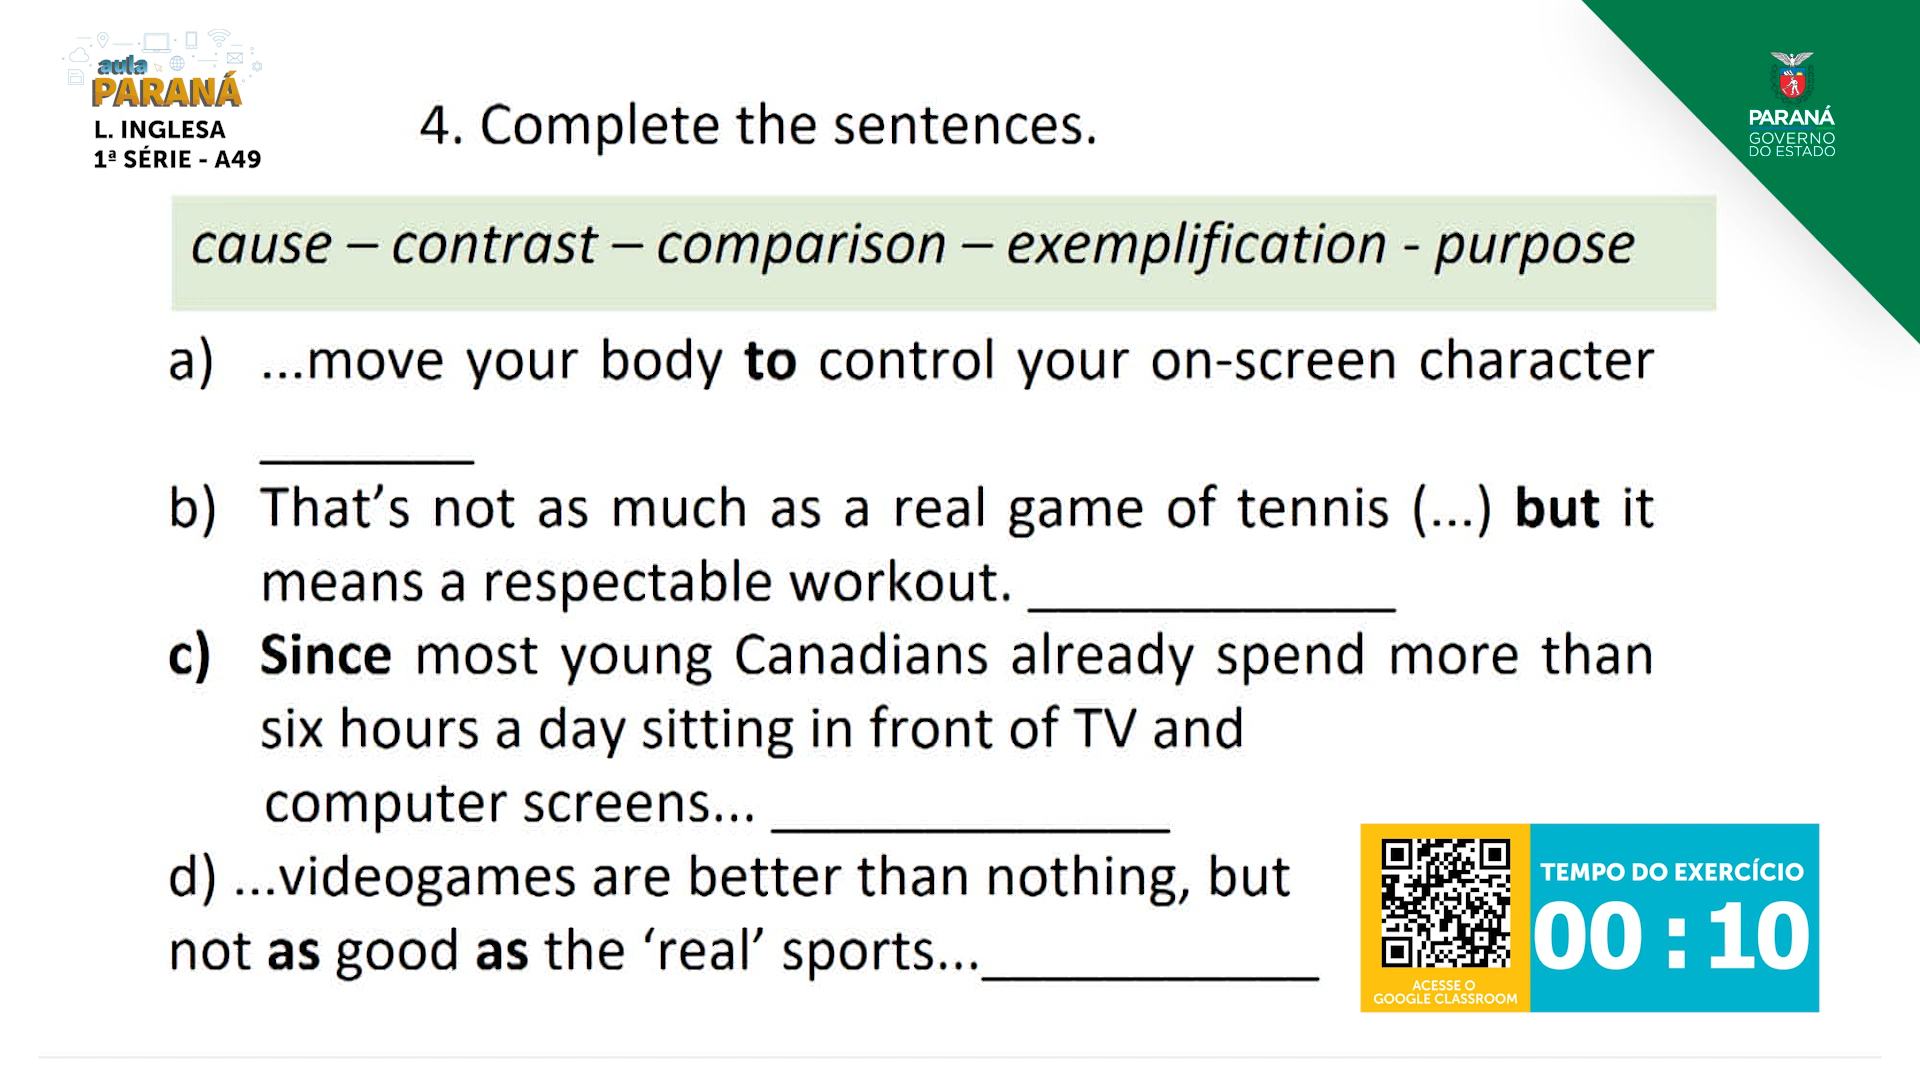 aula
PARANÁ
L. INGLESA
1ª SÉRIE - A49
PARANÁ
GOVERNO
DO ESTADO
4. Complete the sentences.
cause – contrast – comparison – exemplification - purpose
a) ...move your body to control your on-screen character
_______
b) That’s not as much as a real game of tennis (...) but it
means a respectable workout. ____________
c) Since most young Canadians already spend more than
six hours a day sitting in front of TV and
computer screens... _____________
d) ...videogames are better than nothing, but
not as good as the ‘real’ sports...___________
TEMPO DO EXERCÍCIO
00:10
ACESSE O
GOOGLE CLASSROOM